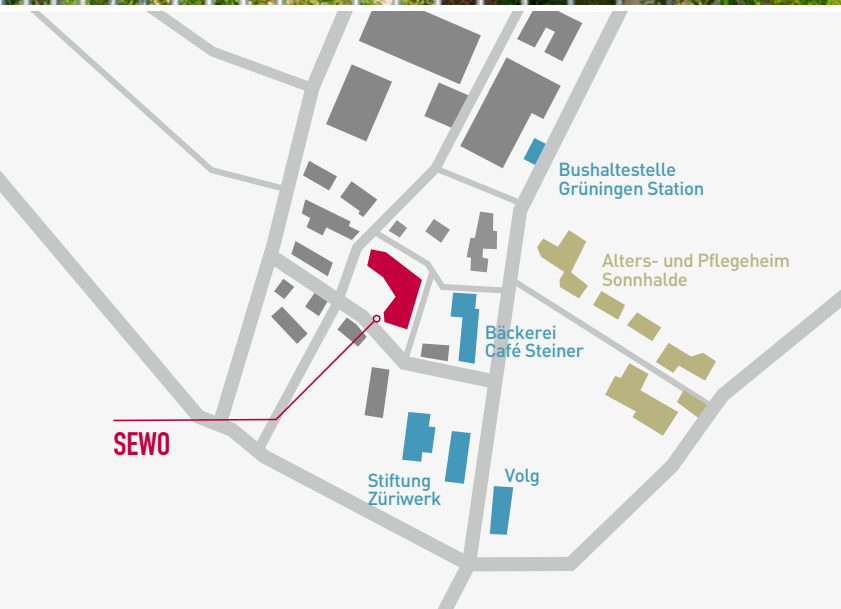 Bushaltestelle
Grüningen Station
Alters- und Pflegeheim
Sonnhalde
Bäckerei
Café Steiner
SEWO
Stiftung
Züriwerk
Volg